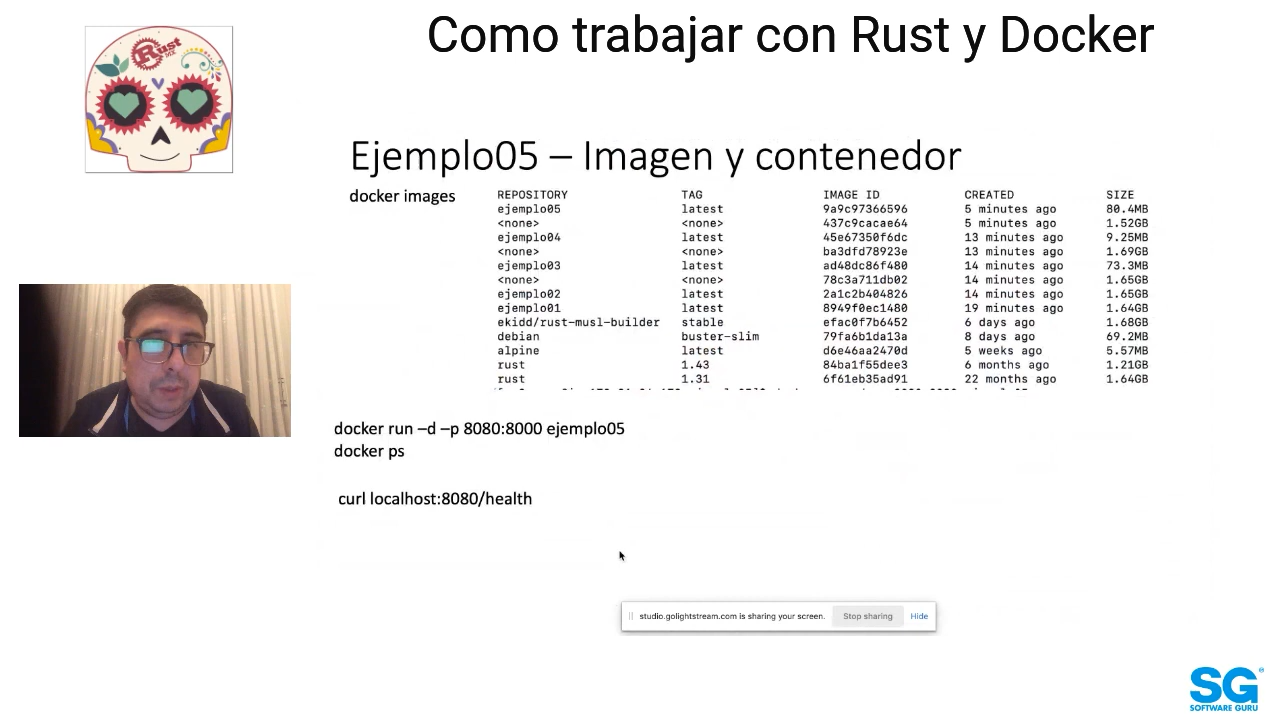 Como trabajar con Rust y Docker
Rust
Ejemplo05 – Imagen y contenedor
docker images
REPOSITORY TAG IMAGE ID CREATED SIZE
ejemplo05 latest 9a9c97366596 5 minutes ago 80.4MB
<none> <none> 437c9cacae64 5 minutes ago 1.52GB
ejemplo04 latest 45e67350f6dc 13 minutes ago 9.25MB
<none> <none> ba3dfd78923e 13 minutes ago 1.69GB
ejemplo03 latest ad48dc86f480 14 minutes ago 73.3MB
<none> <none> 78c3a711db02 14 minutes ago 1.65GB
ejemplo02 latest 2a1c2b404826 14 minutes ago 1.65GB
ejemplo01 latest 8949f0ec1480 19 minutes ago 1.64GB
ekidd/rust-musl-builder stable efac0f7b6452 6 days ago 1.68GB
debian buster-slim 79fa6b1da13a 8 days ago 69.2MB
alpine latest d6e46aa2470d 5 weeks ago 5.57MB
rust 1.43 84ba1f55dee3 6 months ago 1.21GB
rust 1.31 6f61eb35ad91 22 months ago 1.64GB
docker run –d –p 8080:8000 ejemplo05
docker ps
curl localhost:8080/health
studio.golightstream.com is sharing your screen. Stop sharing Hide
SG®
SOFTWARE GURU